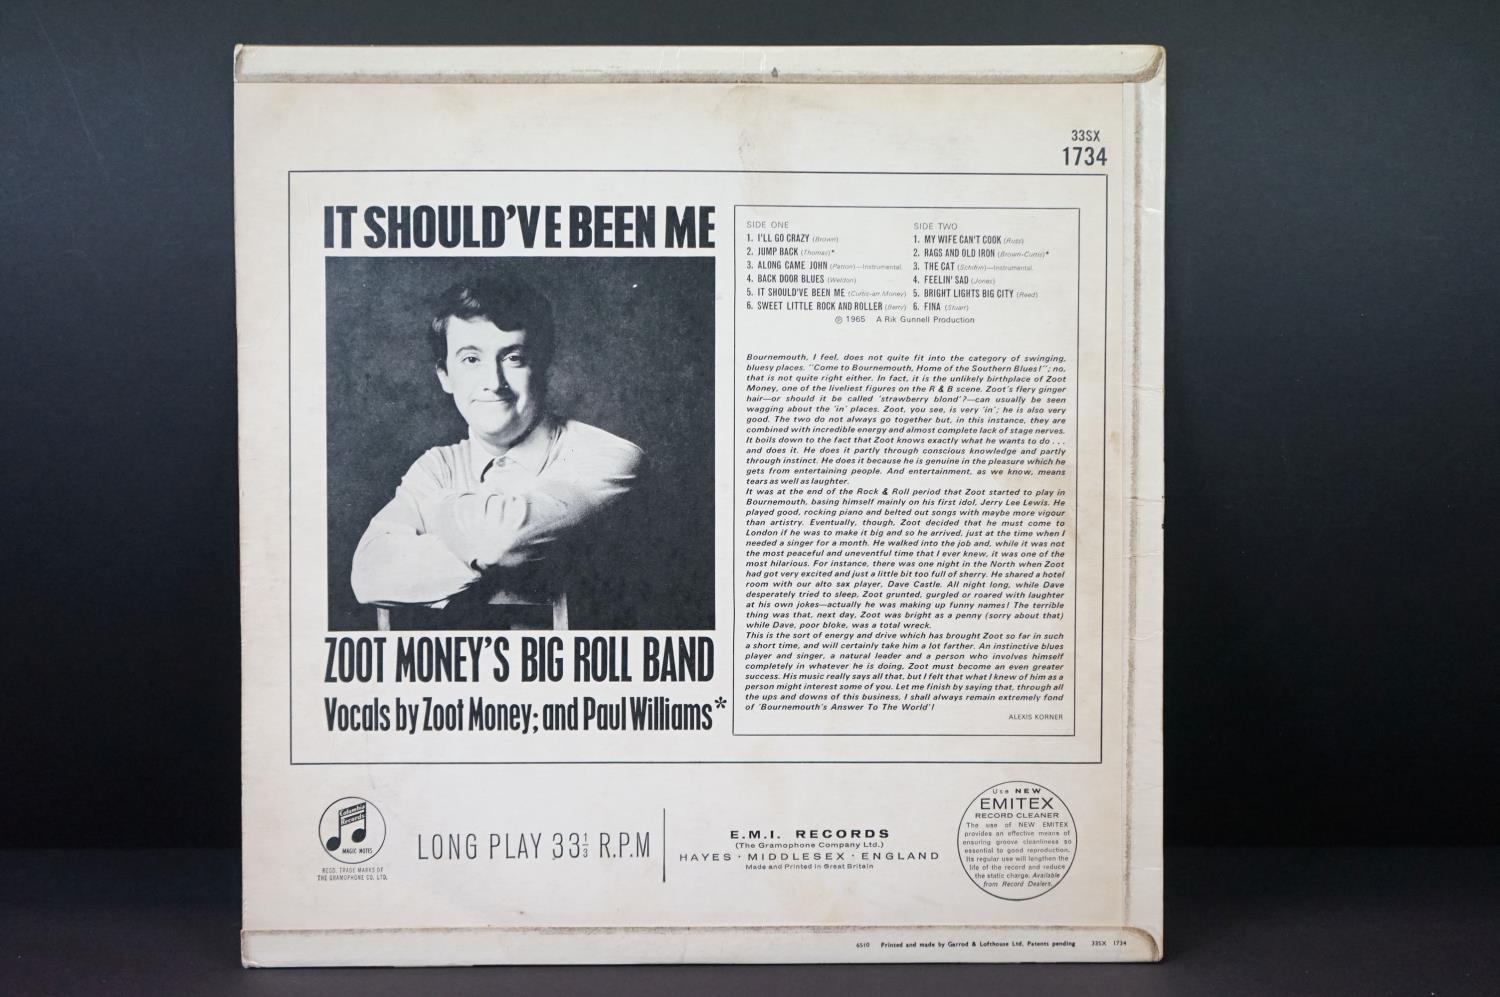 33SX
1734
IT SHOULD'VE BEEN ME
ZOOT MONEY'S BIG ROLL BAND
Vocals by Zoot Money; and Paul Williams*
SIDE ONE
1. I'LL GO CRAZY (Brown)
2. JUMP BACK (Thomas)*
3. ALONG CAME JOHN (Patton)—Instrumental.
4. BACK DOOR BLUES (Weldon)
5. IT SHOULD'VE BEEN ME (Curtis-arr. Money)
6. SWEET LITTLE ROCK AND ROLLER (Berry)
SIDE TWO
1. MY WIFE CAN'T COOK (Russ)
2. RAGS AND OLD IRON (Brown-Curtis)*
3. THE CAT (Schifrin)—Instrumental.
4. FEELIN' SAD (Jones)
5. BRIGHT LIGHTS BIG CITY (Reed)
6. FINA (Stuart)
℗ 1965 A Rik Gunnell Production
Bournemouth, I feel, does not quite fit into the category of swinging,
bluesy places. "Come to Bournemouth, Home of the Southern Blues!"; no,
that is not quite right either. In fact, it is the unlikely birthplace of Zoot
Money, one of the liveliest figures on the R & B scene. Zoot's fiery ginger
hair—or should it be called 'strawberry blond'?—can usually be seen
wagging about the 'in' places. Zoot, you see, is very 'in'; he is also very
good. The two do not always go together but, in this instance, they are
combined with incredible energy and almost complete lack of stage nerves.
It boils down to the fact that Zoot knows exactly what he wants to do . . .
and does it. He does it partly through conscious knowledge and partly
through instinct. He does it because he is genuine in the pleasure which he
gets from entertaining people. And entertainment, as we know, means
tears as well as laughter.
It was at the end of the Rock & Roll period that Zoot started to play in
Bournemouth, basing himself mainly on his first idol, Jerry Lee Lewis. He
played good, rocking piano and belted out songs with maybe more vigour
than artistry. Eventually, though, Zoot decided that he must come to
London if he was to make it big and so he arrived, just at the time when I
needed a singer for a month. He walked into the job and, while it was not
the most peaceful and uneventful time that I ever knew, it was one of the
most hilarious. For instance, there was one night in the North when Zoot
had got very excited and just a little bit too full of sherry. He shared a hotel
room with our alto sax player, Dave Castle. All night long, while Dave
desperately tried to sleep, Zoot grunted, gurgled or roared with laughter
at his own jokes—actually he was making up funny names! The terrible
thing was that, next day, Zoot was bright as a penny (sorry about that)
while Dave, poor bloke, was a total wreck.
This is the sort of energy and drive which has brought Zoot so far in such
a short time, and will certainly take him a lot farther. An instinctive blues
player and singer, a natural leader and a person who involves himself
completely in whatever he is doing, Zoot must become an even greater
success. His music really says all that, but I felt that what I knew of him as a
person might interest some of you. Let me finish by saying that, through all
the ups and downs of this business, I shall always remain extremely fond
of 'Bournemouth's Answer To The World'!
ALEXIS KORNER
Columbia
Records
MAGIC NOTES
REGD. TRADE MARKS OF
THE GRAMOPHONE CO. LTD.
LONG PLAY 33⅓ R.P.M
E.M.I. RECORDS
(The Gramophone Company Ltd.)
HAYES · MIDDLESEX · ENGLAND
Made and Printed in Great Britain
Use NEW
EMITEX
RECORD CLEANER
The use of NEW EMITEX
provides an effective means of
ensuring groove cleanliness so
essential to good reproduction.
Its regular use will lengthen the
life of the record and reduce
the static charge. Available
from Record Dealers.
6510 Printed and made by Garrod & Lofthouse Ltd. Patents pending 33SX 1734